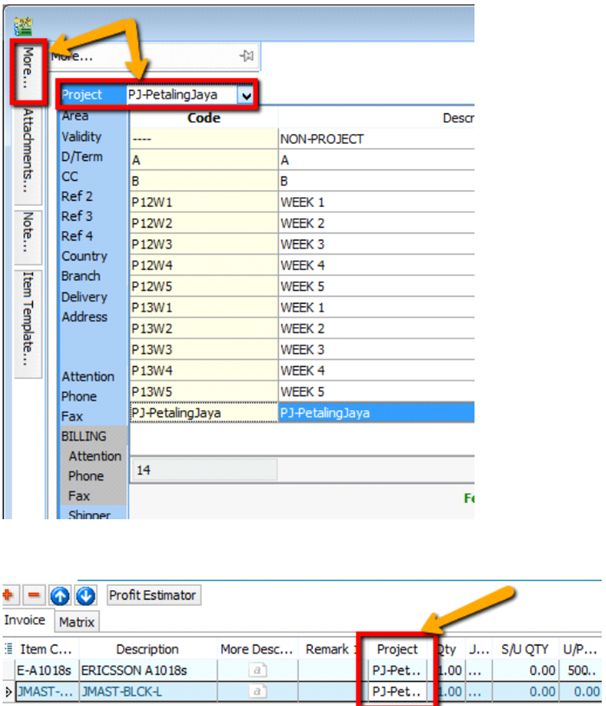 More...
More...
Project PJ-PetalingJaya
Area Code Descr
Validity ---- NON-PROJECT
D/Term A A
CC B B
Ref 2 P12W1 WEEK 1
Ref 3 P12W2 WEEK 2
Ref 4 P12W3 WEEK 3
Country P12W4 WEEK 4
Branch P12W5 WEEK 5
Delivery P13W1 WEEK 1
Address P13W2 WEEK 2
P13W3 WEEK 3
P13W4 WEEK 4
Attention
Phone P13W5 WEEK 5
Fax PJ-PetalingJaya PJ-PetalingJaya
BILLING
Attention
Phone 14
Fax
Shipper
Attachments...
Note...
Item Template...
Profit Estimator
Invoice Matrix
Item C... Description More Desc... Remark Project Qty J... S/U QTY U/P...
E-A1018s ERICSSON A1018s PJ-Pet.. 1.00 ... 0.00 500..
JMAST-... JMAST-BLCK-L PJ-Pet.. 1.00 ... 0.00 0.00